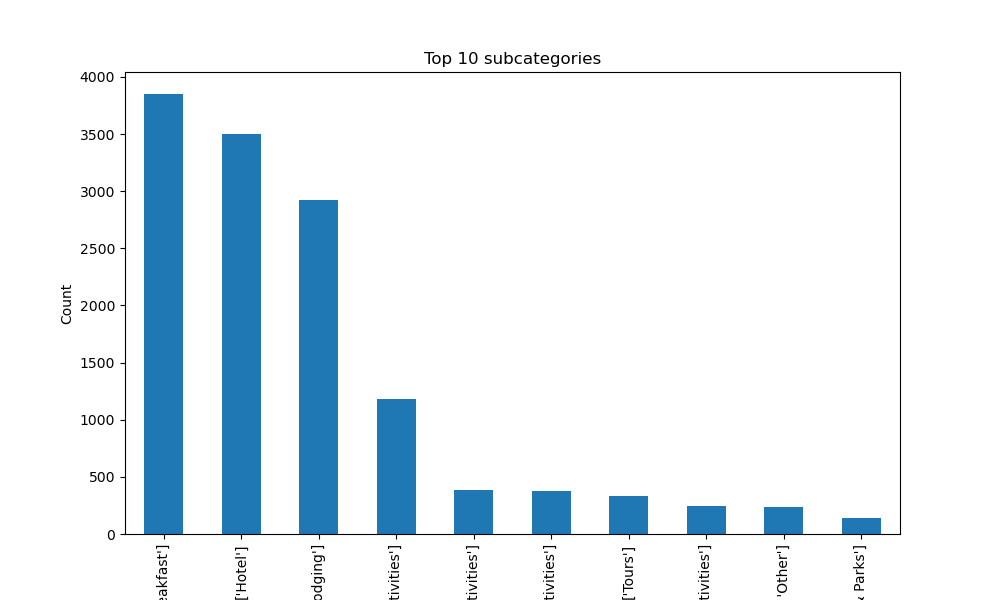 Top 10 subcategories
4000
3500
3000
2500
2000
1500
1000
500
0
Count
eakfast']
['Hotel']
odging']
tivities']
tivities']
tivities']
['Tours']
tivities']
'Other']
& Parks']